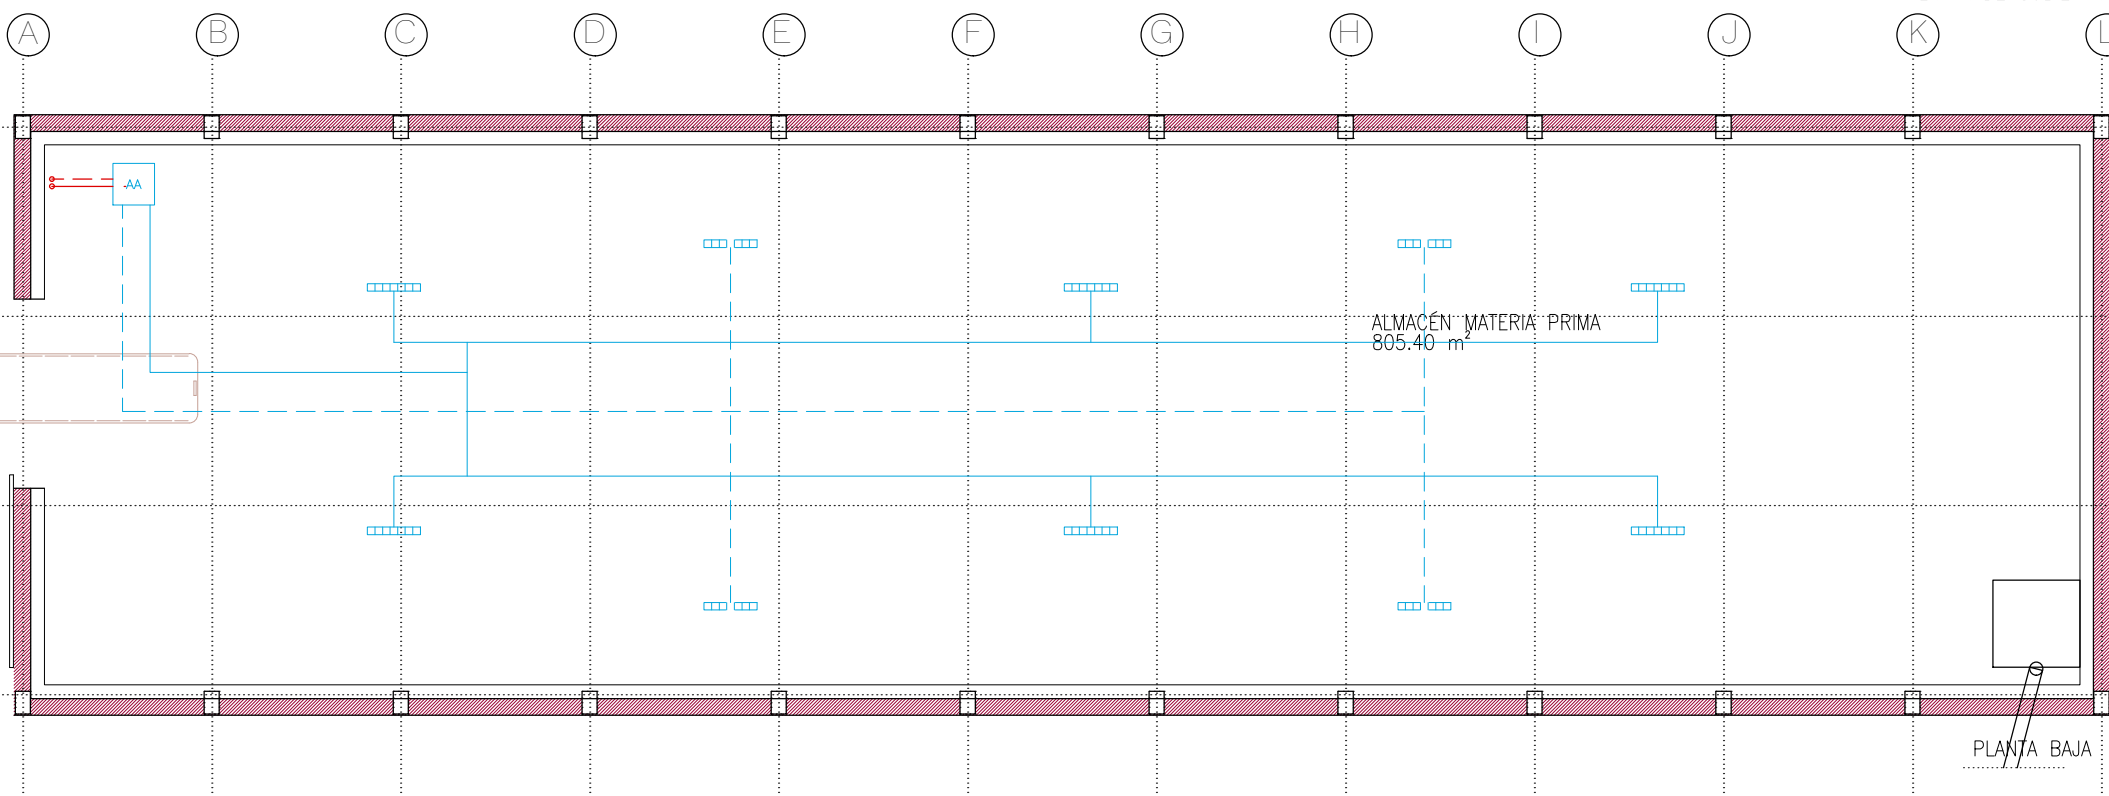 A B C D E F G H I J K L
AA
ALMACÉN MATERIA PRIMA
805.40 m²
PLANTA BAJA